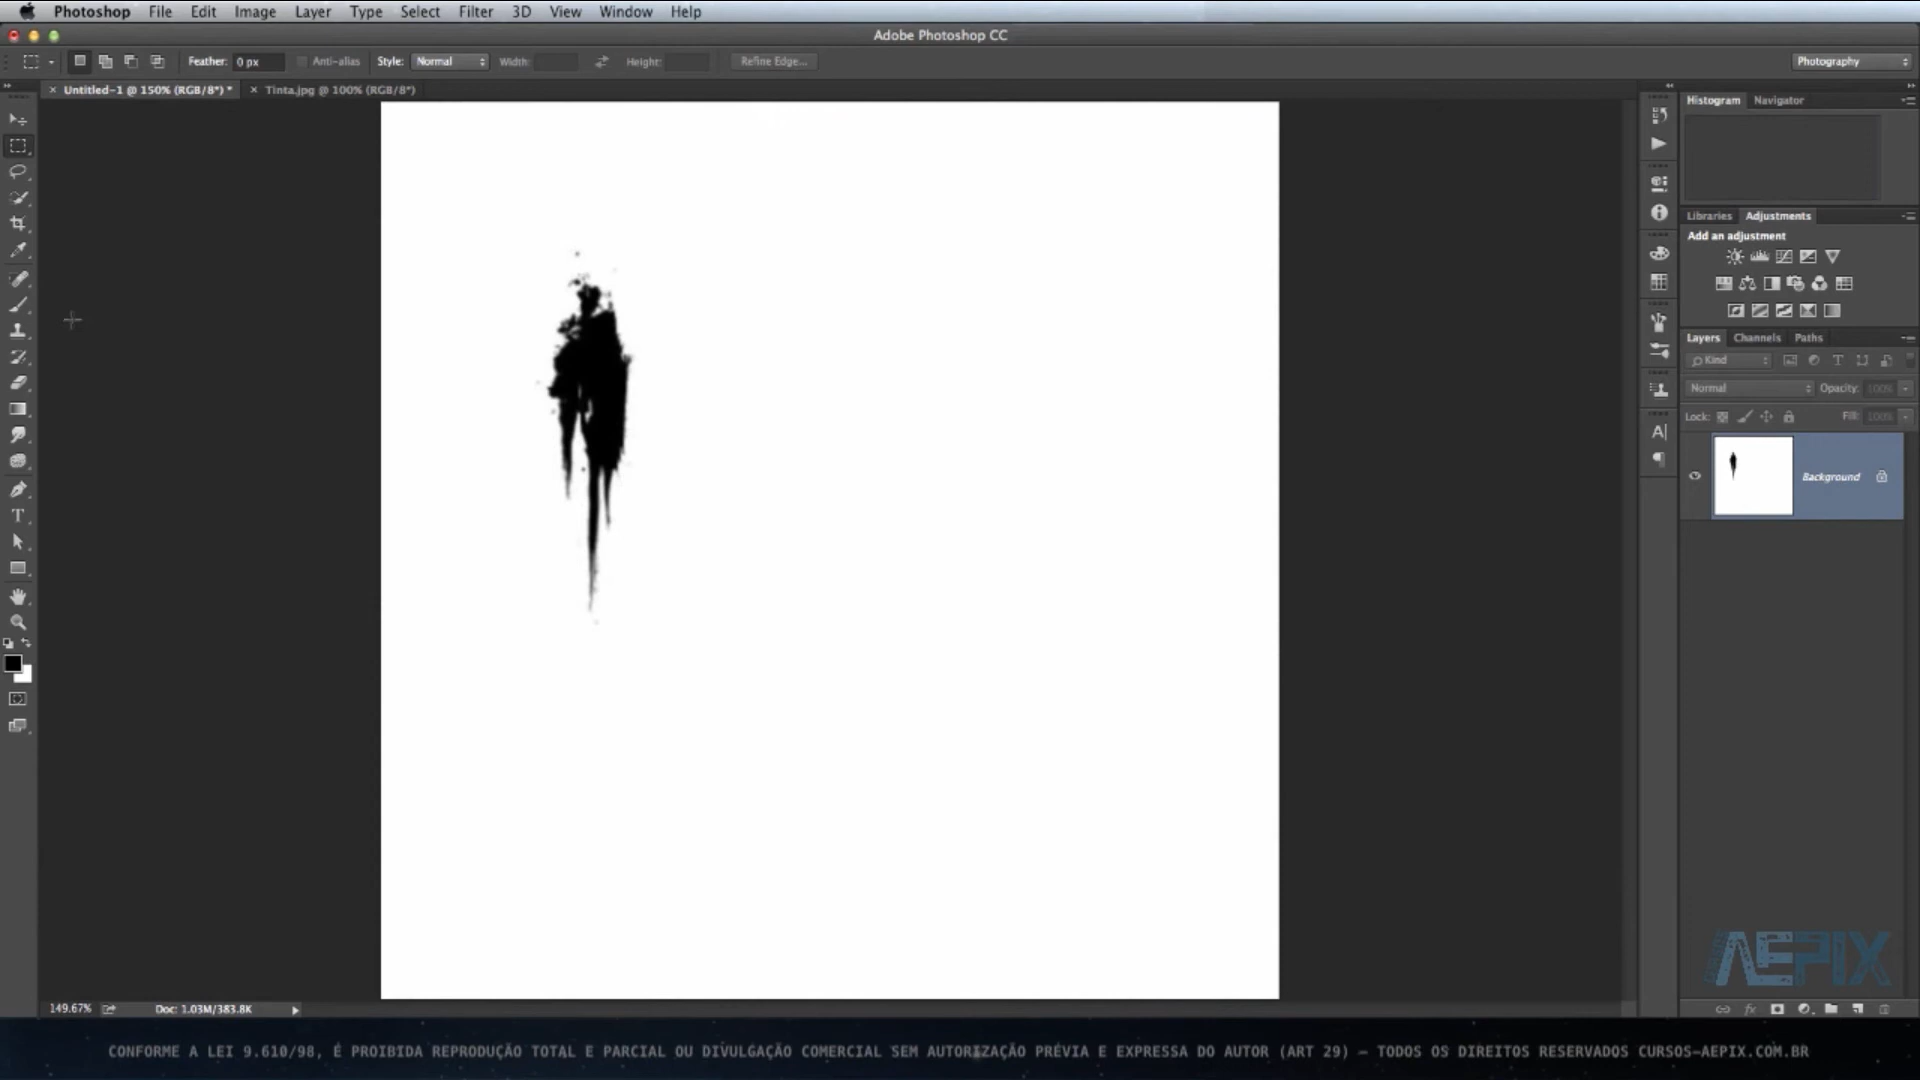 Photoshop File Edit Image Layer Type Select Filter 3D View Window Help
Adobe Photoshop CC
Feather: 0 px Anti-alias Style: Normal Width: Height: Refine Edge... Photography
Untitled-1 @ 150% (RGB/8*) * Tinta.jpg @ 100% (RGB/8*)
Histogram Navigator
Libraries Adjustments
Add an adjustment
Layers Channels Paths
Kind
Normal Opacity: 100%
Lock: Fill: 100%
Background
AEPIX
149.67% Doc: 1.03M/383.8K
CONFORME A LEI 9.610/98, É PROIBIDA REPRODUÇÃO TOTAL E PARCIAL OU DIVULGAÇÃO COMERCIAL SEM AUTORIZAÇÃO PRÉVIA E EXPRESSA DO AUTOR (ART 29) – TODOS OS DIREITOS RESERVADOS CURSOS-AEPIX.COM.BR